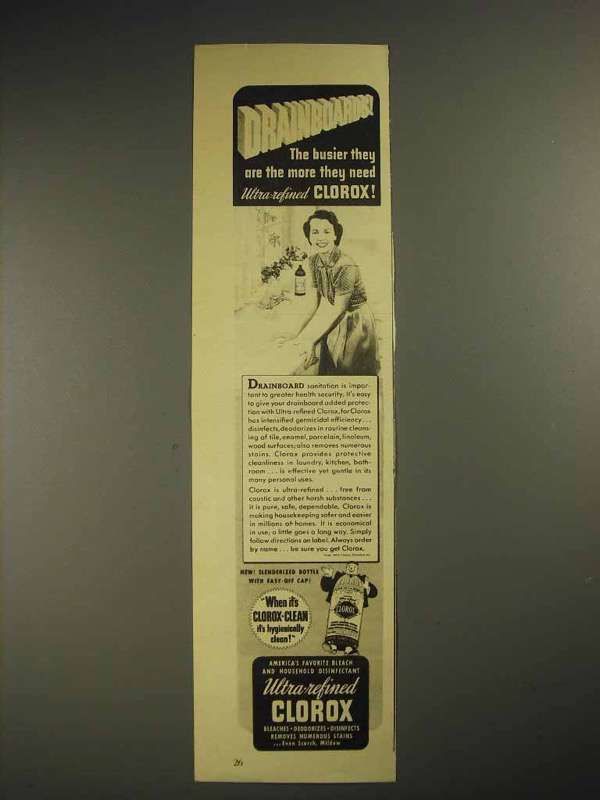 DRAINBOARDS!
The busier they
are the more they need
Ultra-refined CLOROX!
DRAINBOARD sanitation is impor-
tant to greater health security. It's easy
to give your drainboard added protec-
tion with Ultra-refined Clorox, for Clorox
has intensified germicidal efficiency...
disinfects, deodorizes in routine cleans-
ing of tile, enamel, porcelain, linoleum,
wood surfaces; also removes numerous
stains. Clorox provides protective
cleanliness in laundry, kitchen, bath-
room ... is effective yet gentle in its
many personal uses.
Clorox is ultra-refined ... free from
caustic and other harsh substances ...
it is pure, safe, dependable. Clorox is
making housekeeping safer and easier
in millions of homes. It is economical
in use, a little goes a long way. Simply
follow directions on label. Always order
by name ... be sure you get Clorox.
NEW! SLENDERIZED BOTTLE
WITH EASY-OFF CAP!
"When it's
CLOROX-CLEAN
it's hygienically
clean!"
CLOROX
AMERICA'S FAVORITE BLEACH
AND HOUSEHOLD DISINFECTANT
Ultra-refined
CLOROX
BLEACHES · DEODORIZES · DISINFECTS
REMOVES NUMEROUS STAINS
... Even Scorch, Mildew
26